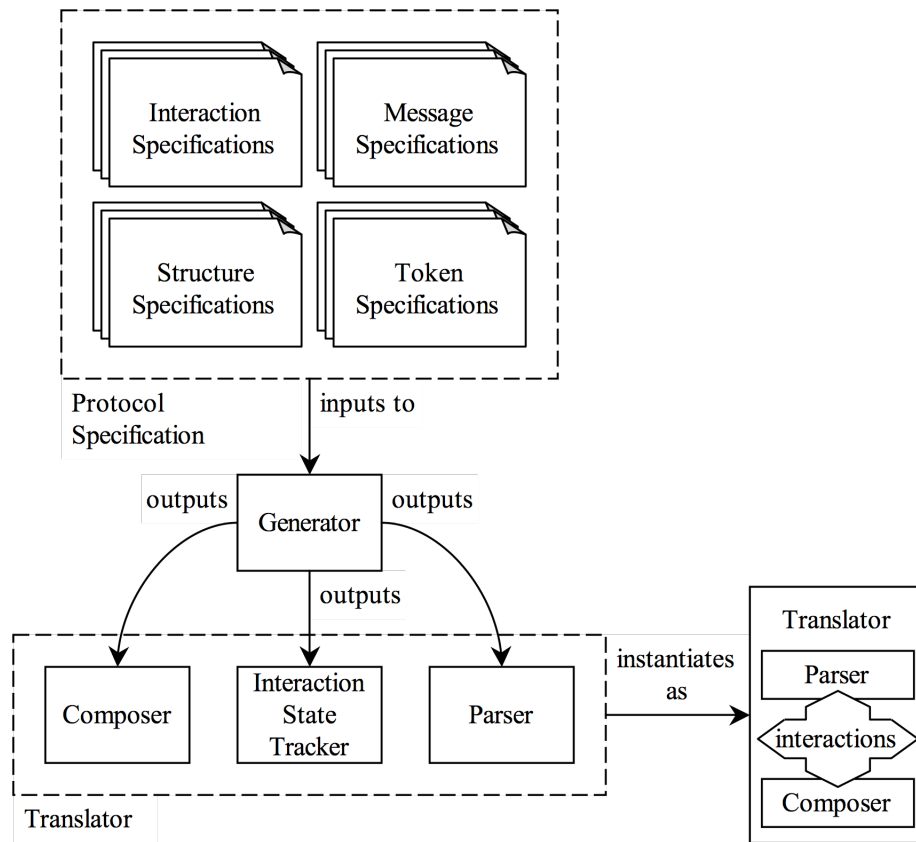 Interaction
Specifications
Message
Specifications
Structure
Specifications
Token
Specifications
Protocol
Specification
inputs to
outputs
Generator
outputs
outputs
Composer
Interaction
State
Tracker
Parser
Translator
instantiates
as
Translator
Parser
interactions
Composer